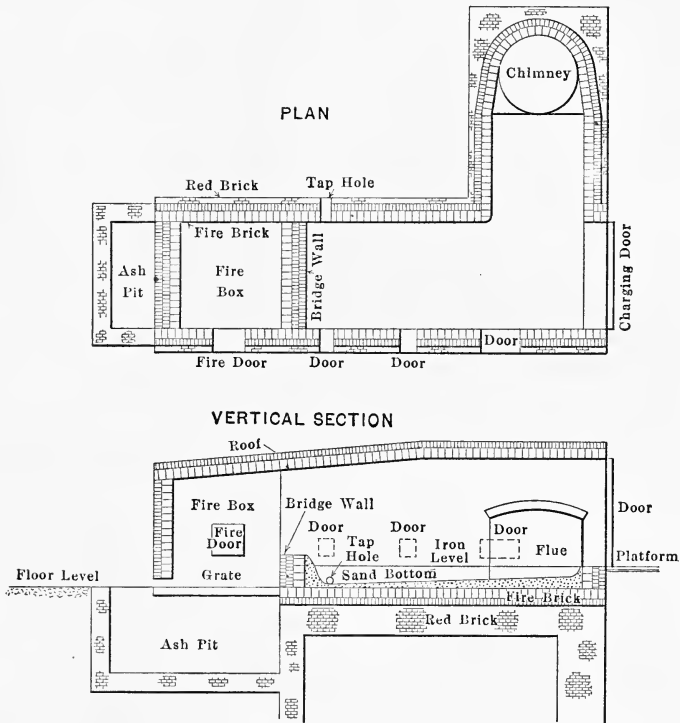 Chimney
PLAN
Red Brick
Tap Hole
Fire Brick
Ash
Pit
Fire
Box
Bridge Wall
Charging Door
Fire Door
Door
Door
Door
VERTICAL SECTION
Roof
Fire Box
Bridge Wall
Fire
Door
Door
Door
Door
Door
Tap
Hole
Iron
Level
Flue
Platform
Floor Level
Grate
Sand Bottom
Fire Brick
Red Brick
Ash Pit